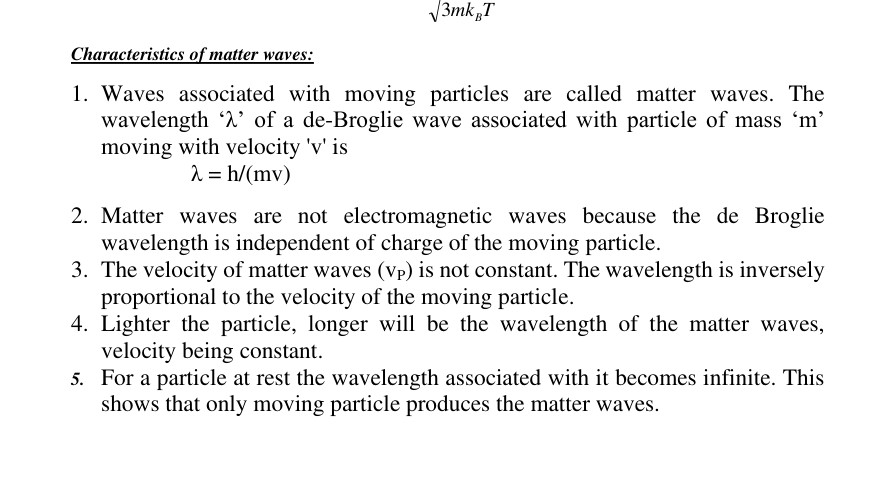 √3mk_BT
Characteristics of matter waves:
1. Waves associated with moving particles are called matter waves. The
wavelength ‘λ’ of a de-Broglie wave associated with particle of mass ‘m’
moving with velocity 'v' is
λ = h/(mv)
2. Matter waves are not electromagnetic waves because the de Broglie
wavelength is independent of charge of the moving particle.
3. The velocity of matter waves (v_P) is not constant. The wavelength is inversely
proportional to the velocity of the moving particle.
4. Lighter the particle, longer will be the wavelength of the matter waves,
velocity being constant.
5. For a particle at rest the wavelength associated with it becomes infinite. This
shows that only moving particle produces the matter waves.